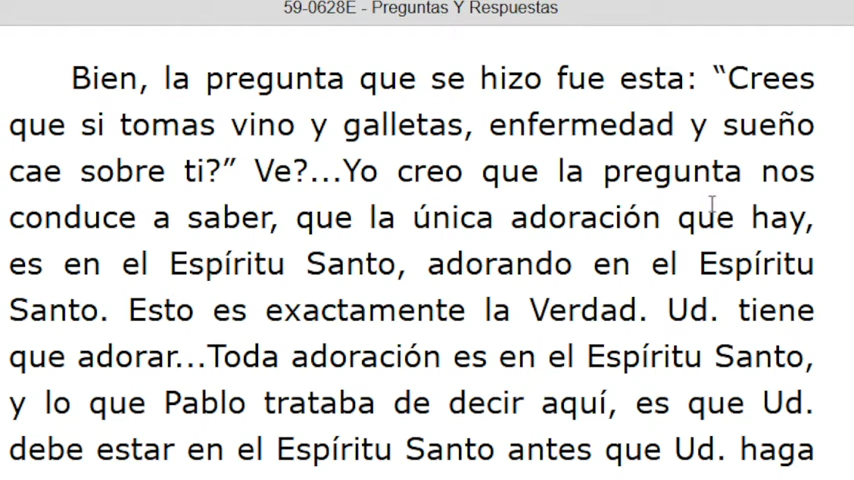 59-0628E - Preguntas Y Respuestas
Bien, la pregunta que se hizo fue esta: “Crees
que si tomas vino y galletas, enfermedad y sueño
cae sobre ti?” Ve?...Yo creo que la pregunta nos
conduce a saber, que la única adoración que hay,
es en el Espíritu Santo, adorando en el Espíritu
Santo. Esto es exactamente la Verdad. Ud. tiene
que adorar...Toda adoración es en el Espíritu Santo,
y lo que Pablo trataba de decir aquí, es que Ud.
debe estar en el Espíritu Santo antes que Ud. haga